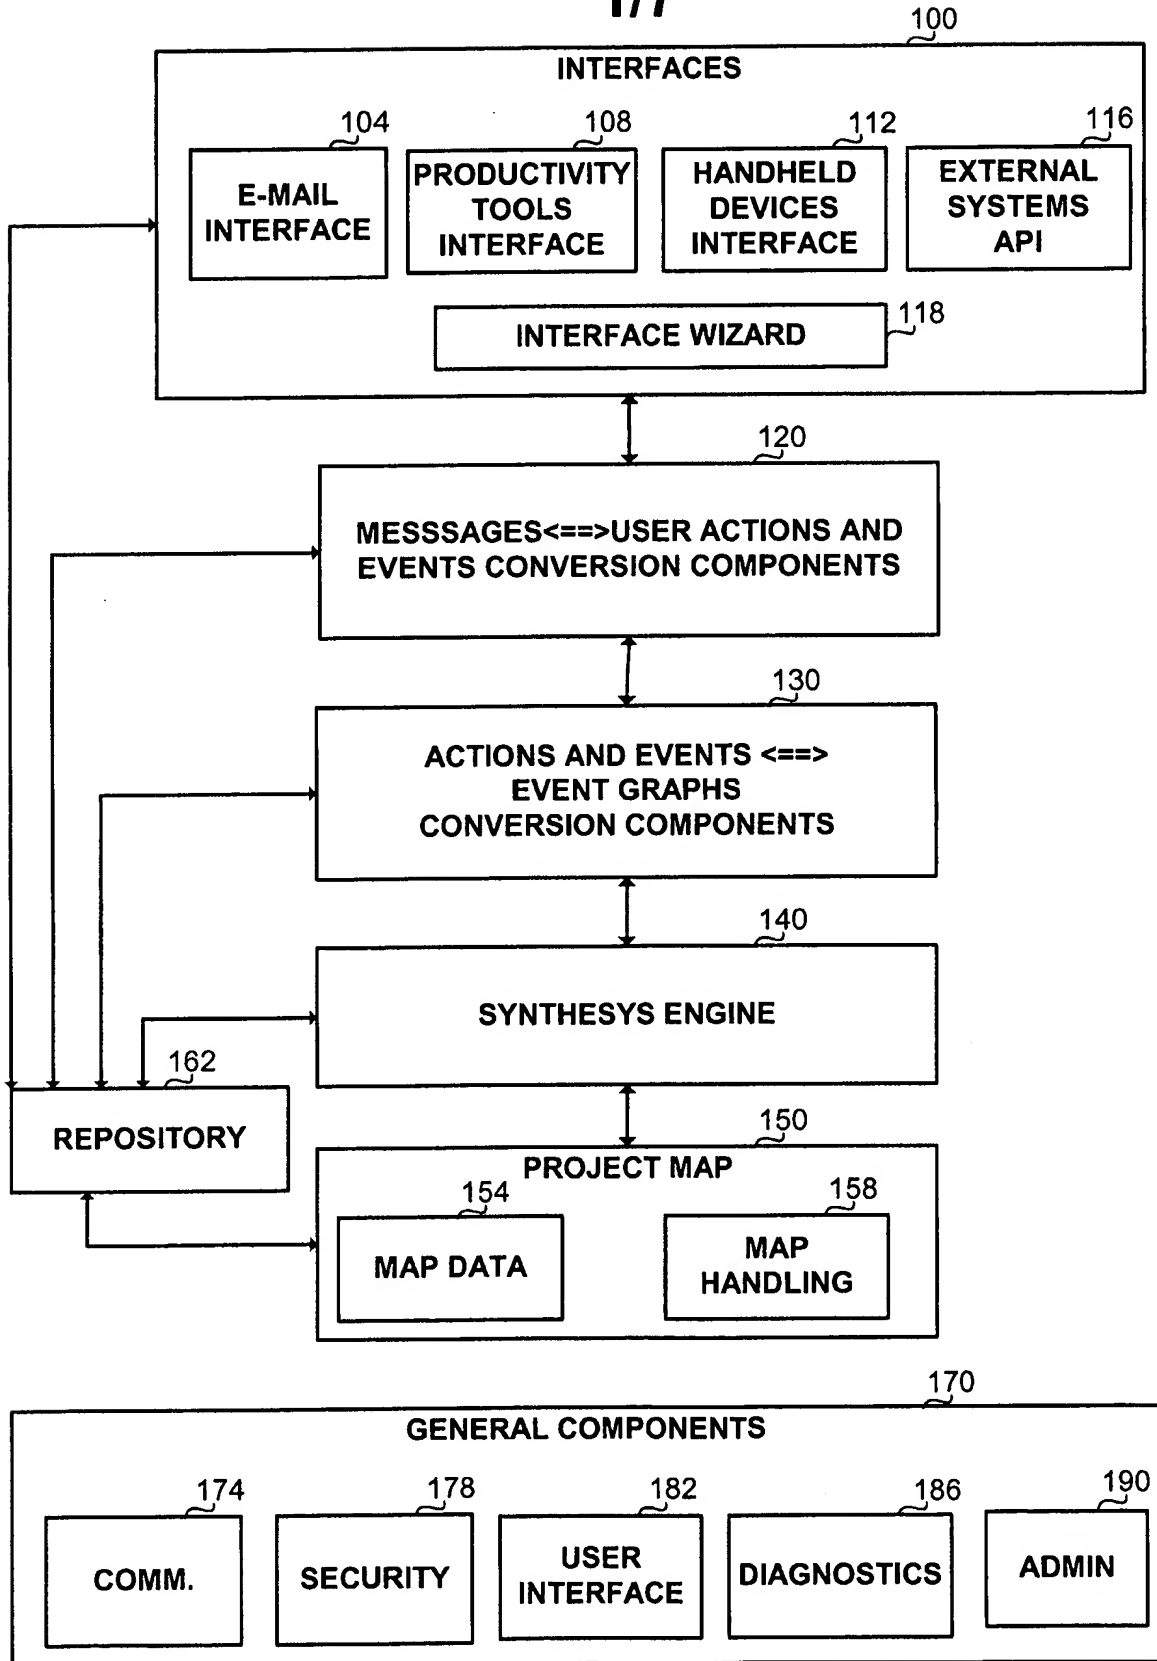 1/7
100
INTERFACES
104
108
112
116
E-MAIL
INTERFACE
PRODUCTIVITY
TOOLS
INTERFACE
HANDHELD
DEVICES
INTERFACE
EXTERNAL
SYSTEMS
API
118
INTERFACE WIZARD
120
MESSSAGES<==>USER ACTIONS AND
EVENTS CONVERSION COMPONENTS
130
ACTIONS AND EVENTS <==>
EVENT GRAPHS
CONVERSION COMPONENTS
140
SYNTHESYS ENGINE
162
REPOSITORY
150
PROJECT MAP
154
158
MAP DATA
MAP
HANDLING
170
GENERAL COMPONENTS
174
178
182
186
190
COMM.
SECURITY
USER
INTERFACE
DIAGNOSTICS
ADMIN